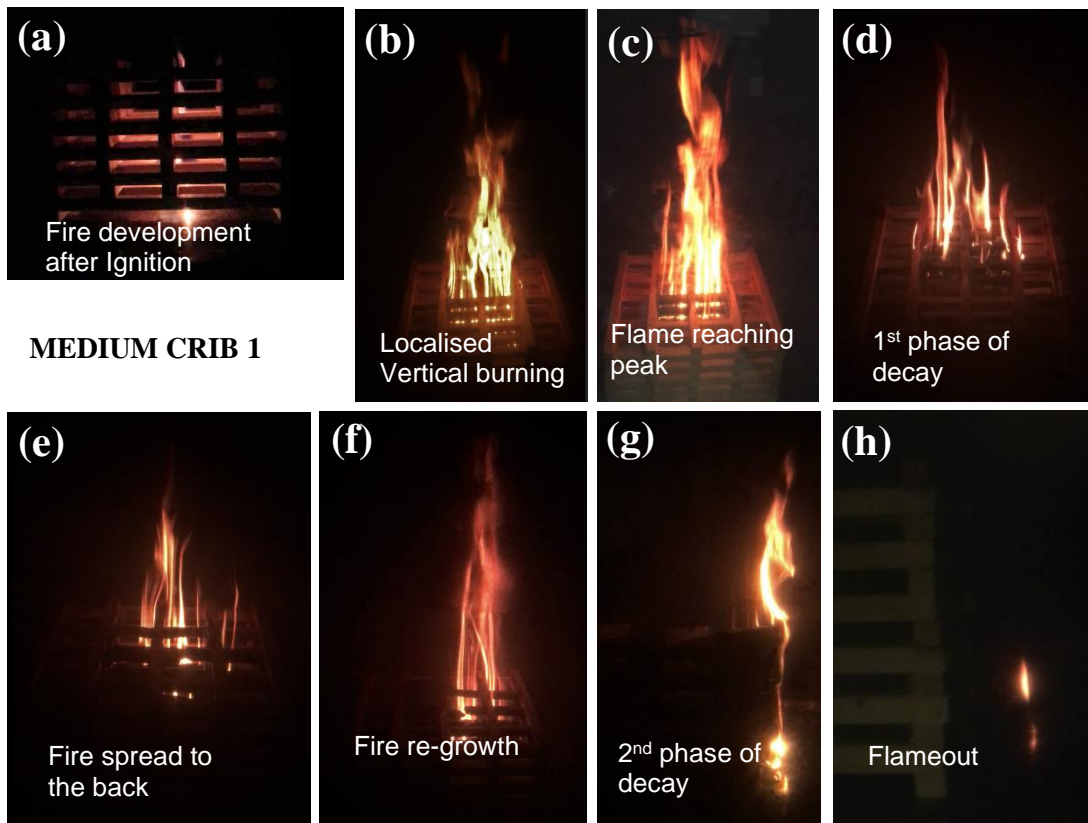 (a)
Fire development
after Ignition
(b)
Localised
Vertical burning
(c)
Flame reaching
peak
(d)
1st phase of
decay
MEDIUM CRIB 1
(e)
Fire spread to
the back
(f)
Fire re-growth
(g)
2nd phase of
decay
(h)
Flameout